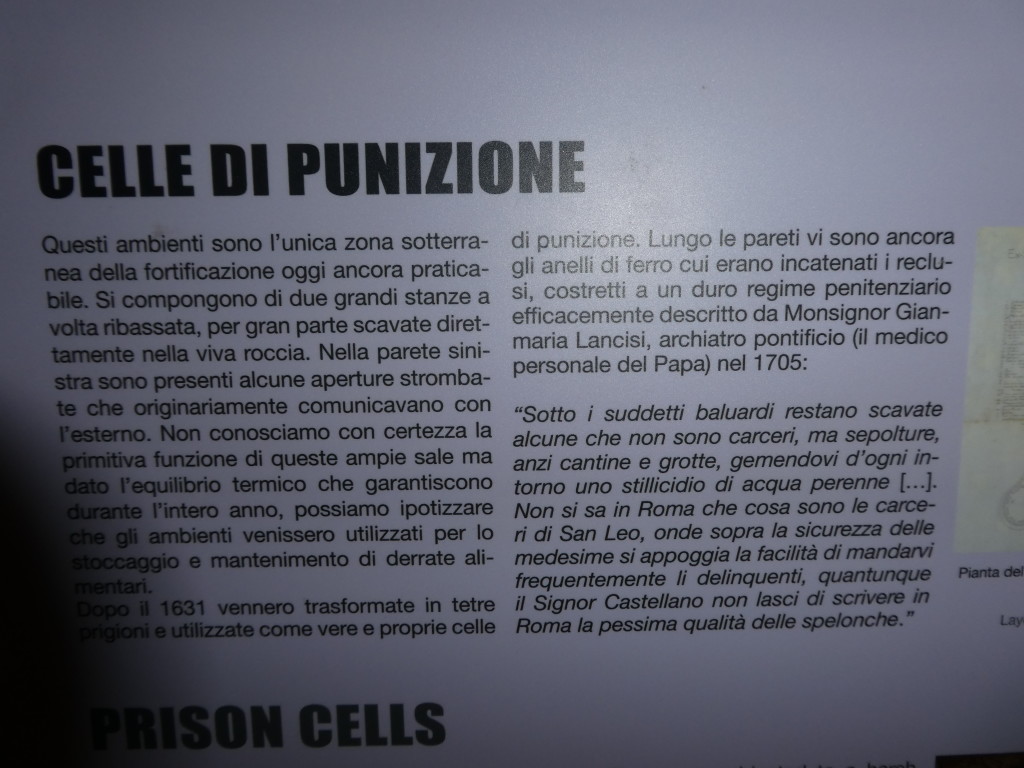 CELLE DI PUNIZIONE
Questi ambienti sono l'unica zona sotterra-
nea della fortificazione oggi ancora pratica-
bile. Si compongono di due grandi stanze a
volta ribassata, per gran parte scavate diret-
tamente nella viva roccia. Nella parete sini-
stra sono presenti alcune aperture stromba-
te che originariamente comunicavano con
l'esterno. Non conosciamo con certezza la
primitiva funzione di queste ampie sale ma
dato l'equilibrio termico che garantiscono
durante l'intero anno, possiamo ipotizzare
che gli ambienti venissero utilizzati per lo
stoccaggio e mantenimento di derrate ali-
mentari.
Dopo il 1631 vennero trasformate in tetre
prigioni e utilizzate come vere e proprie celle
di punizione. Lungo le pareti vi sono ancora
gli anelli di ferro cui erano incatenati i reclu-
si, costretti a un duro regime penitenziario
efficacemente descritto da Monsignor Gian-
maria Lancisi, archiatro pontificio (il medico
personale del Papa) nel 1705:
“Sotto i suddetti baluardi restano scavate
alcune che non sono carceri, ma sepolture,
anzi cantine e grotte, gemendovi d'ogni in-
torno uno stillicidio di acqua perenne [...].
Non si sa in Roma che cosa sono le carce-
ri di San Leo, onde sopra la sicurezza delle
medesime si appoggia la facilità di mandarvi
frequentemente li delinquenti, quantunque
il Signor Castellano non lasci di scrivere in
Roma la pessima qualità delle spelonche.”
Pianta del
Lay
PRISON CELLS